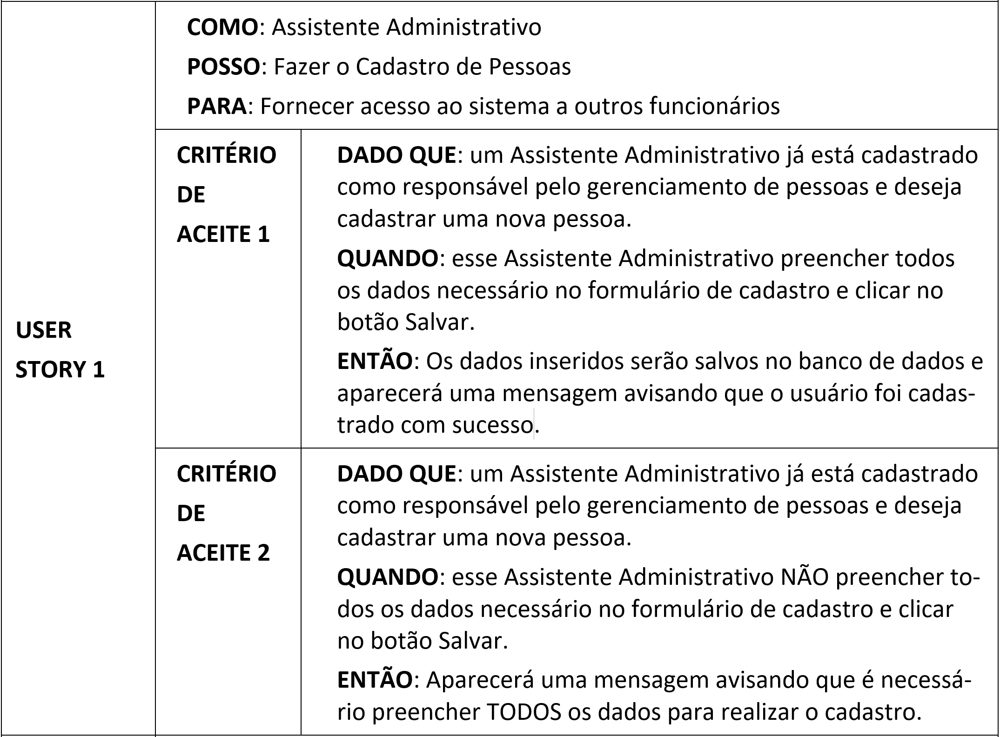 COMO: Assistente Administrativo
POSSO: Fazer o Cadastro de Pessoas
PARA: Fornecer acesso ao sistema a outros funcionários
USER
STORY 1
CRITÉRIO
DE
ACEITE 1
DADO QUE: um Assistente Administrativo já está cadastrado
como responsável pelo gerenciamento de pessoas e deseja
cadastrar uma nova pessoa.
QUANDO: esse Assistente Administrativo preencher todos
os dados necessário no formulário de cadastro e clicar no
botão Salvar.
ENTÃO: Os dados inseridos serão salvos no banco de dados e
aparecerá uma mensagem avisando que o usuário foi cadas-
trado com sucesso.
CRITÉRIO
DE
ACEITE 2
DADO QUE: um Assistente Administrativo já está cadastrado
como responsável pelo gerenciamento de pessoas e deseja
cadastrar uma nova pessoa.
QUANDO: esse Assistente Administrativo NÃO preencher to-
dos os dados necessário no formulário de cadastro e clicar
no botão Salvar.
ENTÃO: Aparecerá uma mensagem avisando que é necessá-
rio preencher TODOS os dados para realizar o cadastro.